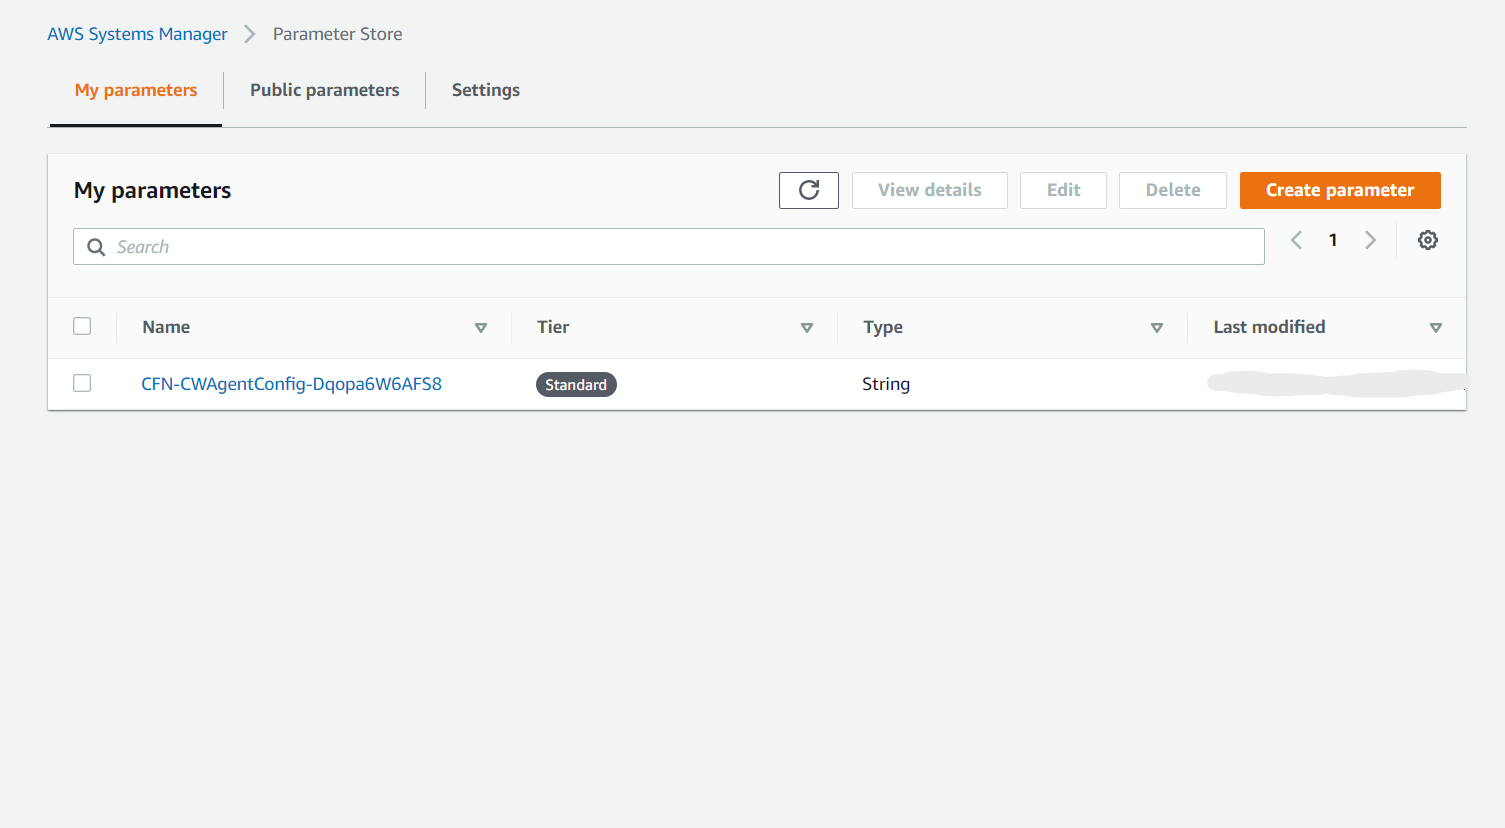 AWS Systems Manager > Parameter Store
My parameters Public parameters Settings
My parameters View details Edit Delete Create parameter
Search 1
Name Tier Type Last modified
CFN-CWAgentConfig-Dqopa6W6AFS8 Standard String